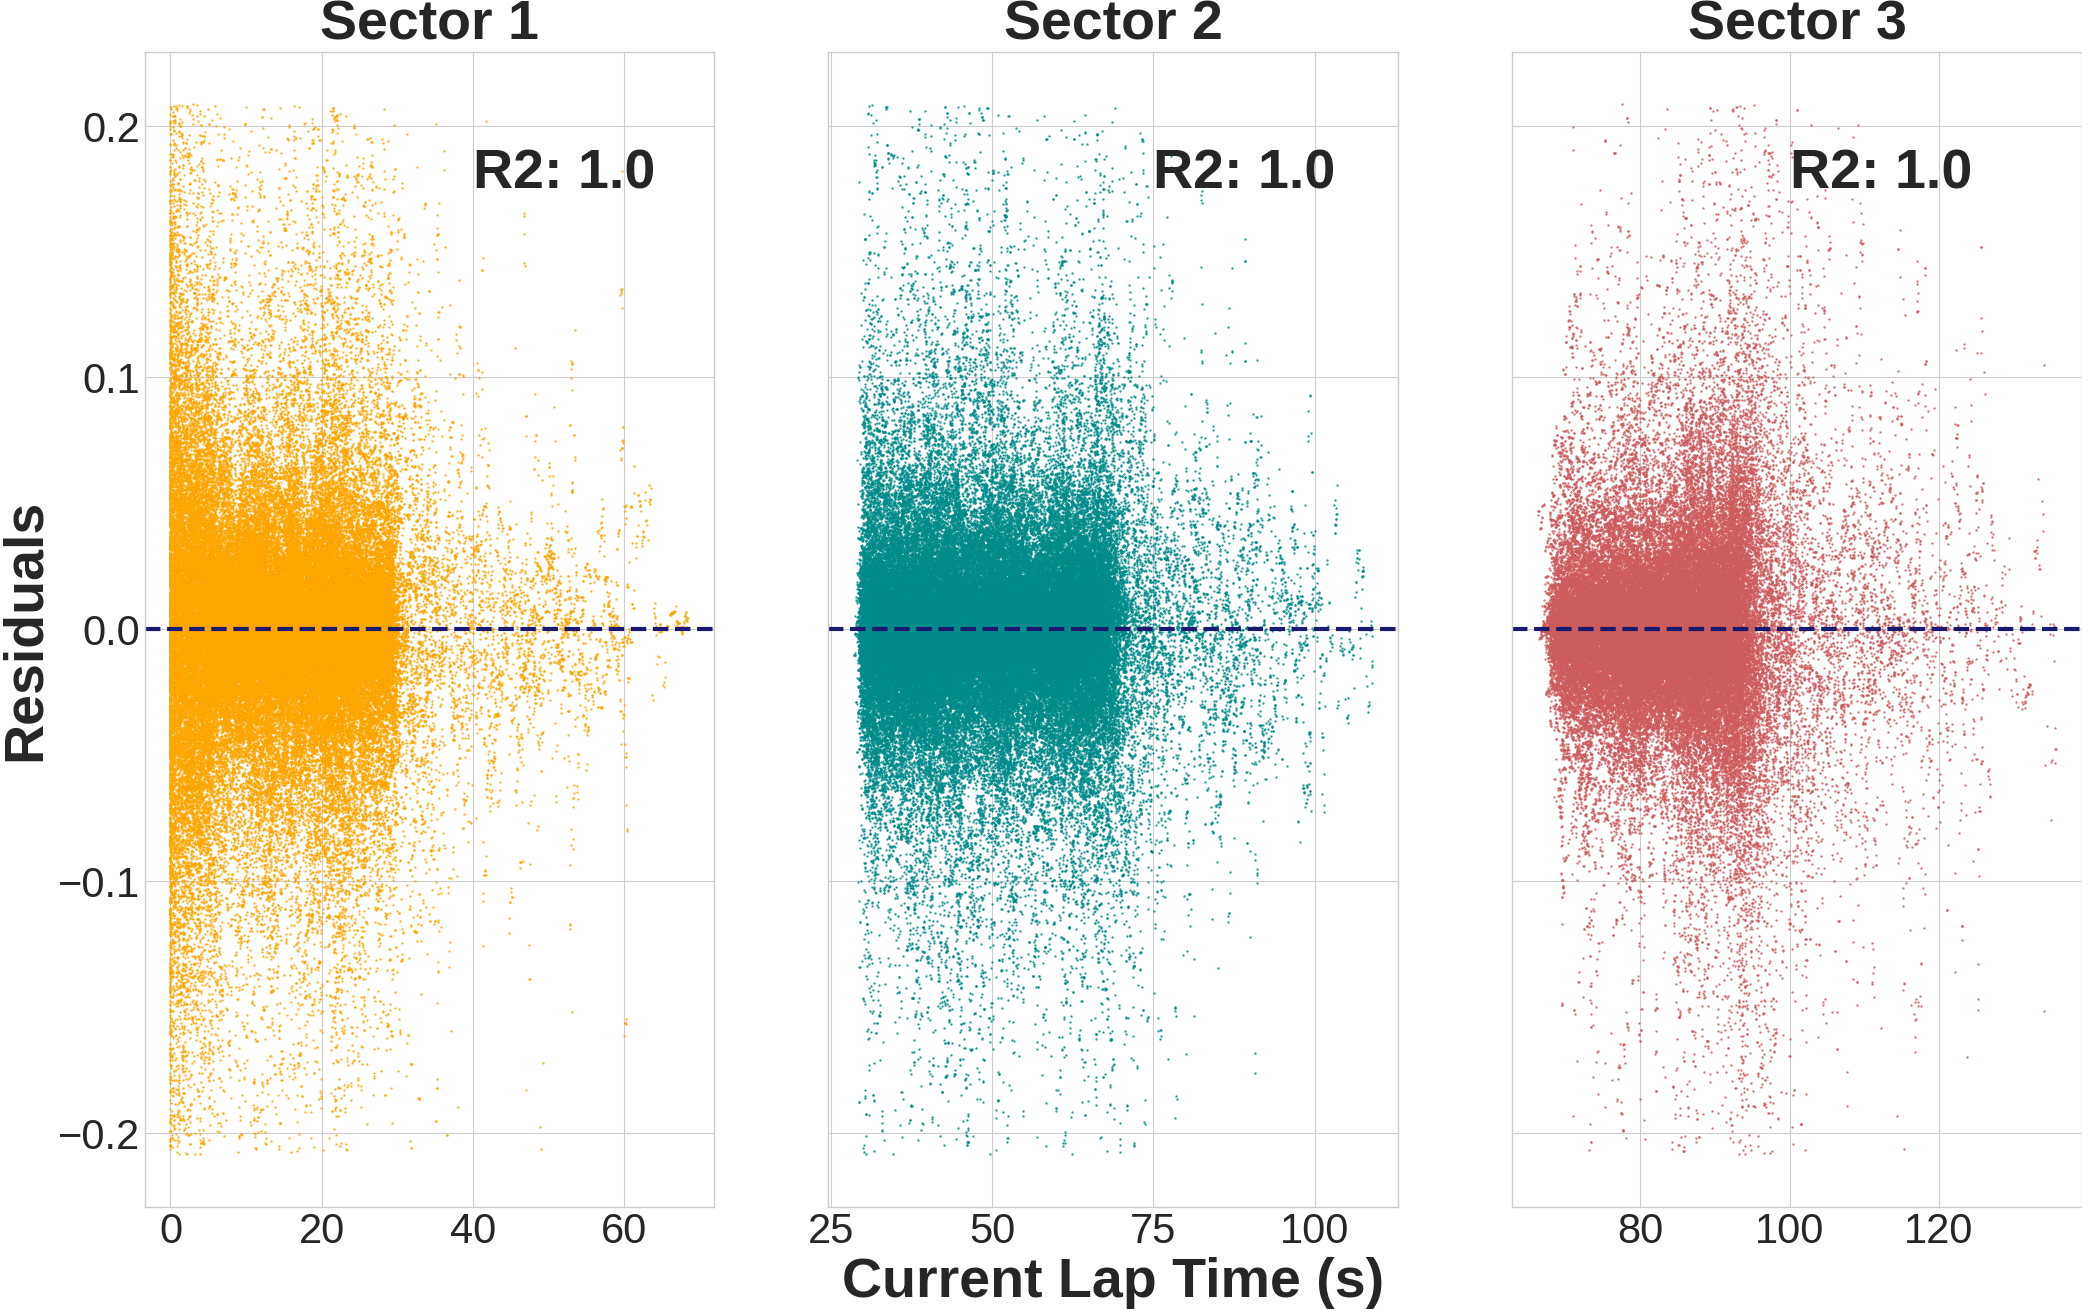 Sector 1
Sector 2
Sector 3
R2: 1.0
R2: 1.0
R2: 1.0
Residuals
0.2
0.1
0.0
−0.1
−0.2
0 20 40 60
25 50 75 100
80 100 120
Current Lap Time (s)